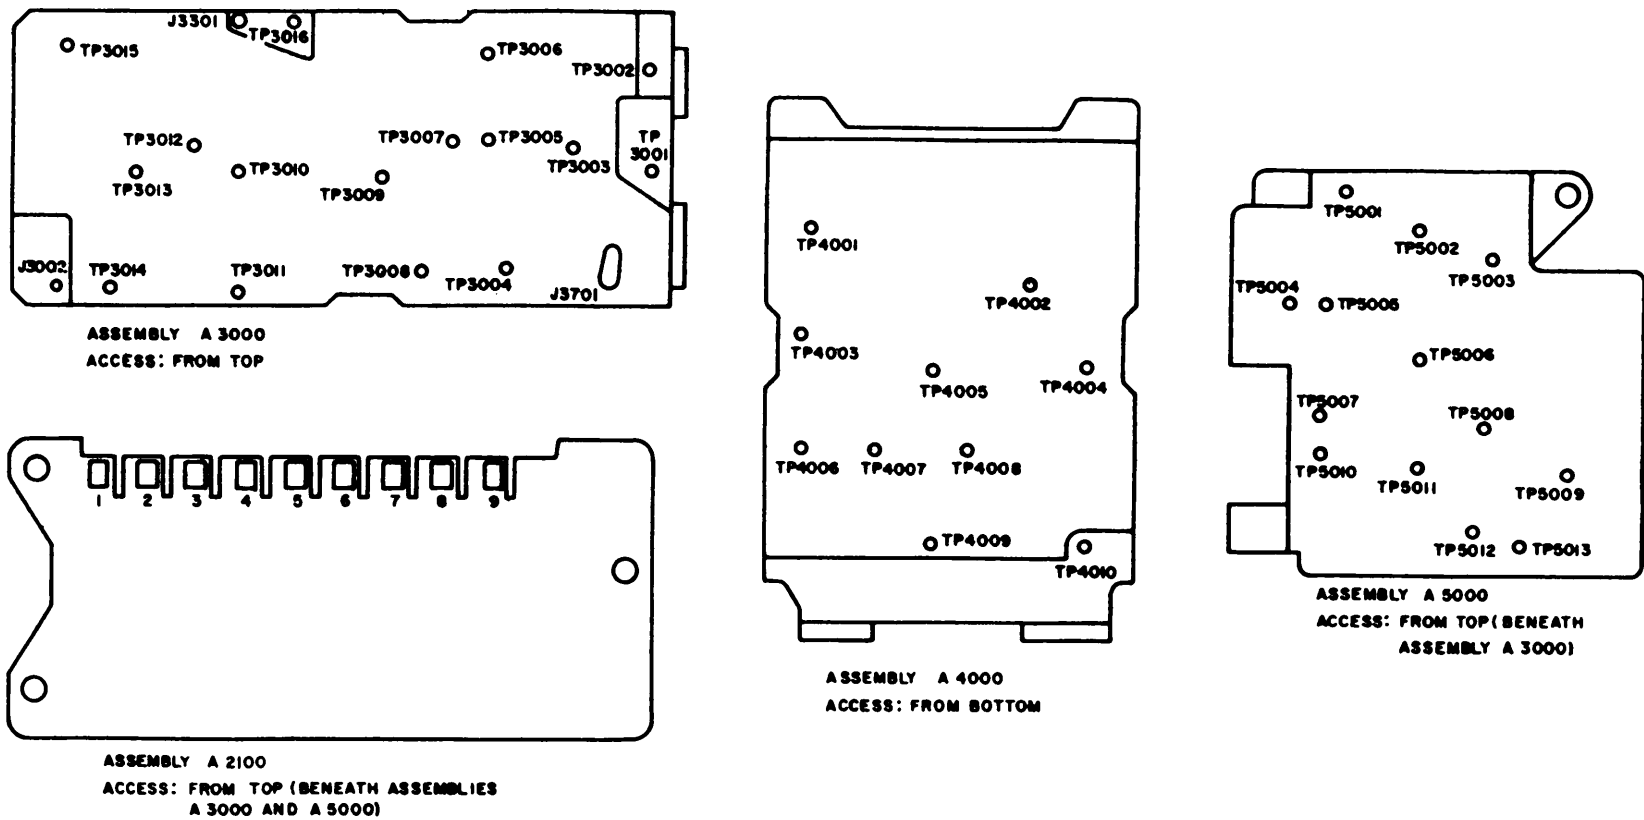 J3301
TP3016
TP3015
TP3006
TP3002
TP3012
TP3007
TP3005
TP3003
TP
3001
TP3010
TP3013
TP3009
J3002
TP3014
TP3011
TP3008
TP3004
J3701
ASSEMBLY A 3000
ACCESS: FROM TOP
1 2 3 4 5 6 7 8 9
ASSEMBLY A 2100
ACCESS: FROM TOP (BENEATH ASSEMBLIES
A 3000 AND A 5000)
TP4001
TP4002
TP4003
TP4005
TP4004
TP4006
TP4007
TP4008
TP4009
TP4010
ASSEMBLY A 4000
ACCESS: FROM BOTTOM
TP5001
TP5002
TP5003
TP5004
TP5005
TP5006
TP5007
TP5008
TP5010
TP5011
TP5009
TP5012
TP5013
ASSEMBLY A 5000
ACCESS: FROM TOP (BENEATH
ASSEMBLY A 3000)